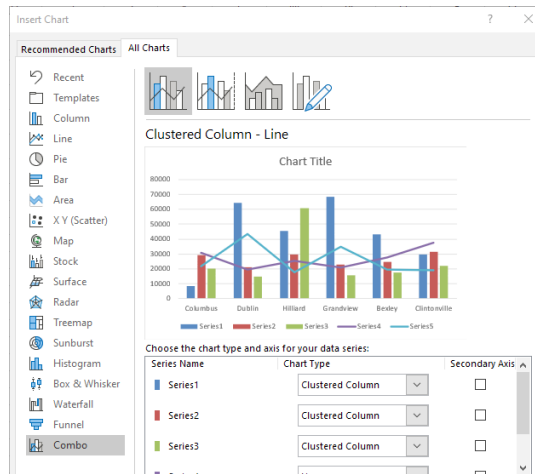 Insert Chart
? ×
Recommended Charts All Charts
Recent
Templates
Column
Line
Pie
Bar
Area
X Y (Scatter)
Map
Stock
Surface
Radar
Treemap
Sunburst
Histogram
Box & Whisker
Waterfall
Funnel
Combo
Clustered Column - Line
Chart Title
80000
70000
60000
50000
40000
30000
20000
10000
0
Columbus Dublin Hilliard Grandview Bexley Clintonville
Series1 Series2 Series3 Series4 Series5
Choose the chart type and axis for your data series:
Series Name Chart Type Secondary Axis
Series1 Clustered Column
Series2 Clustered Column
Series3 Clustered Column